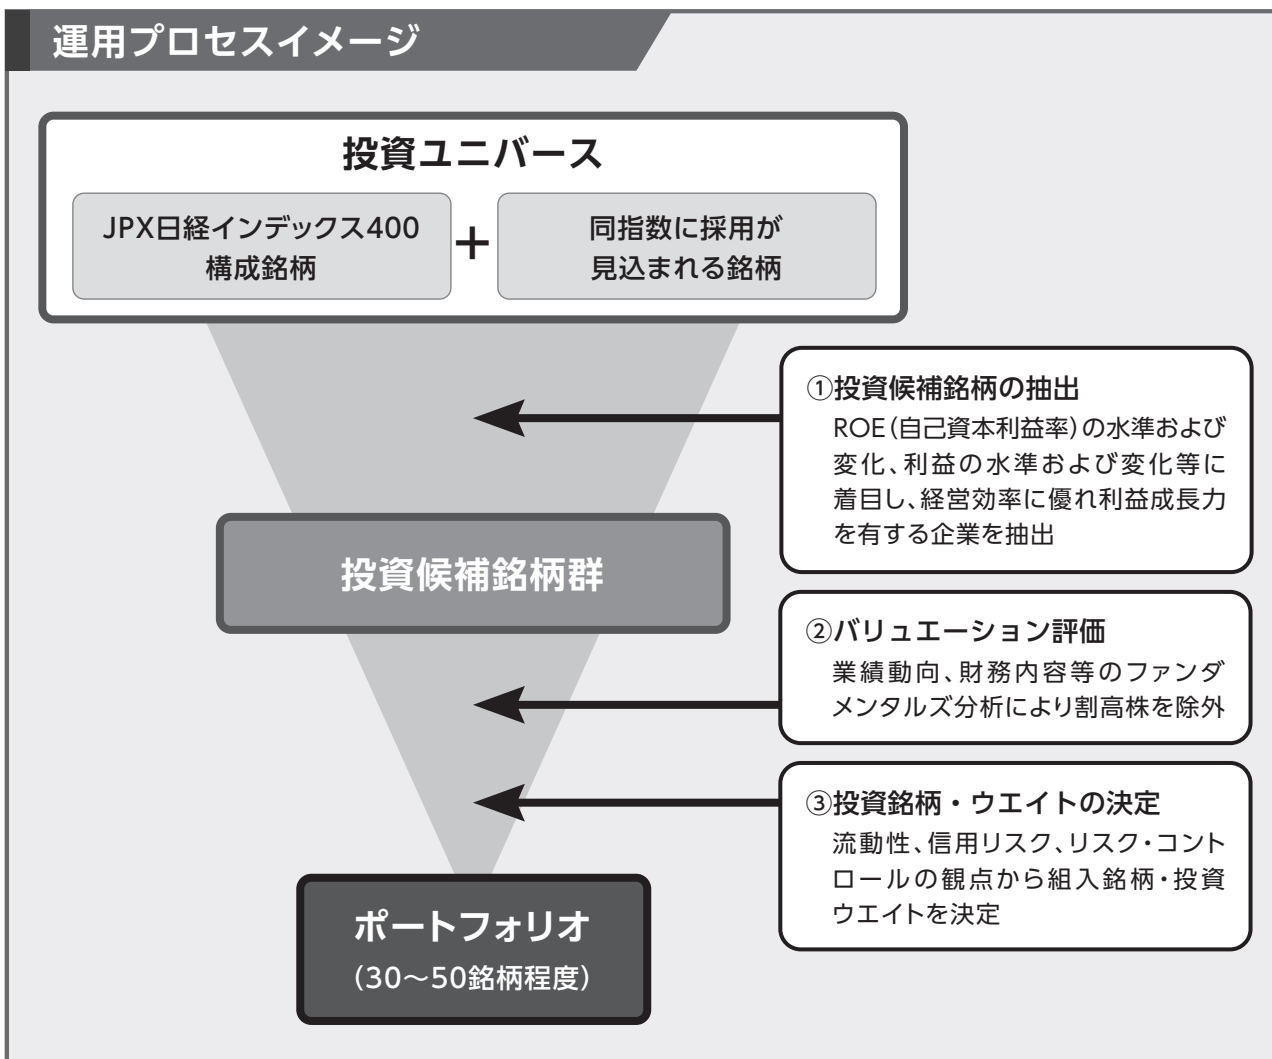 運用プロセスイメージ
投資ユニバース
JPX日経インデックス400
構成銘柄
+
同指数に採用が
見込まれる銘柄
①投資候補銘柄の抽出
ROE(自己資本利益率)の水準および
変化、利益の水準および変化等に
着目し、経営効率に優れ利益成長力
を有する企業を抽出
投資候補銘柄群
②バリュエーション評価
業績動向、財務内容等のファンダ
メンタルズ分析により割高株を除外
③投資銘柄・ウエイトの決定
流動性、信用リスク、リスク・コント
ロールの観点から組入銘柄・投資
ウエイトを決定
ポートフォリオ
(30～50銘柄程度)